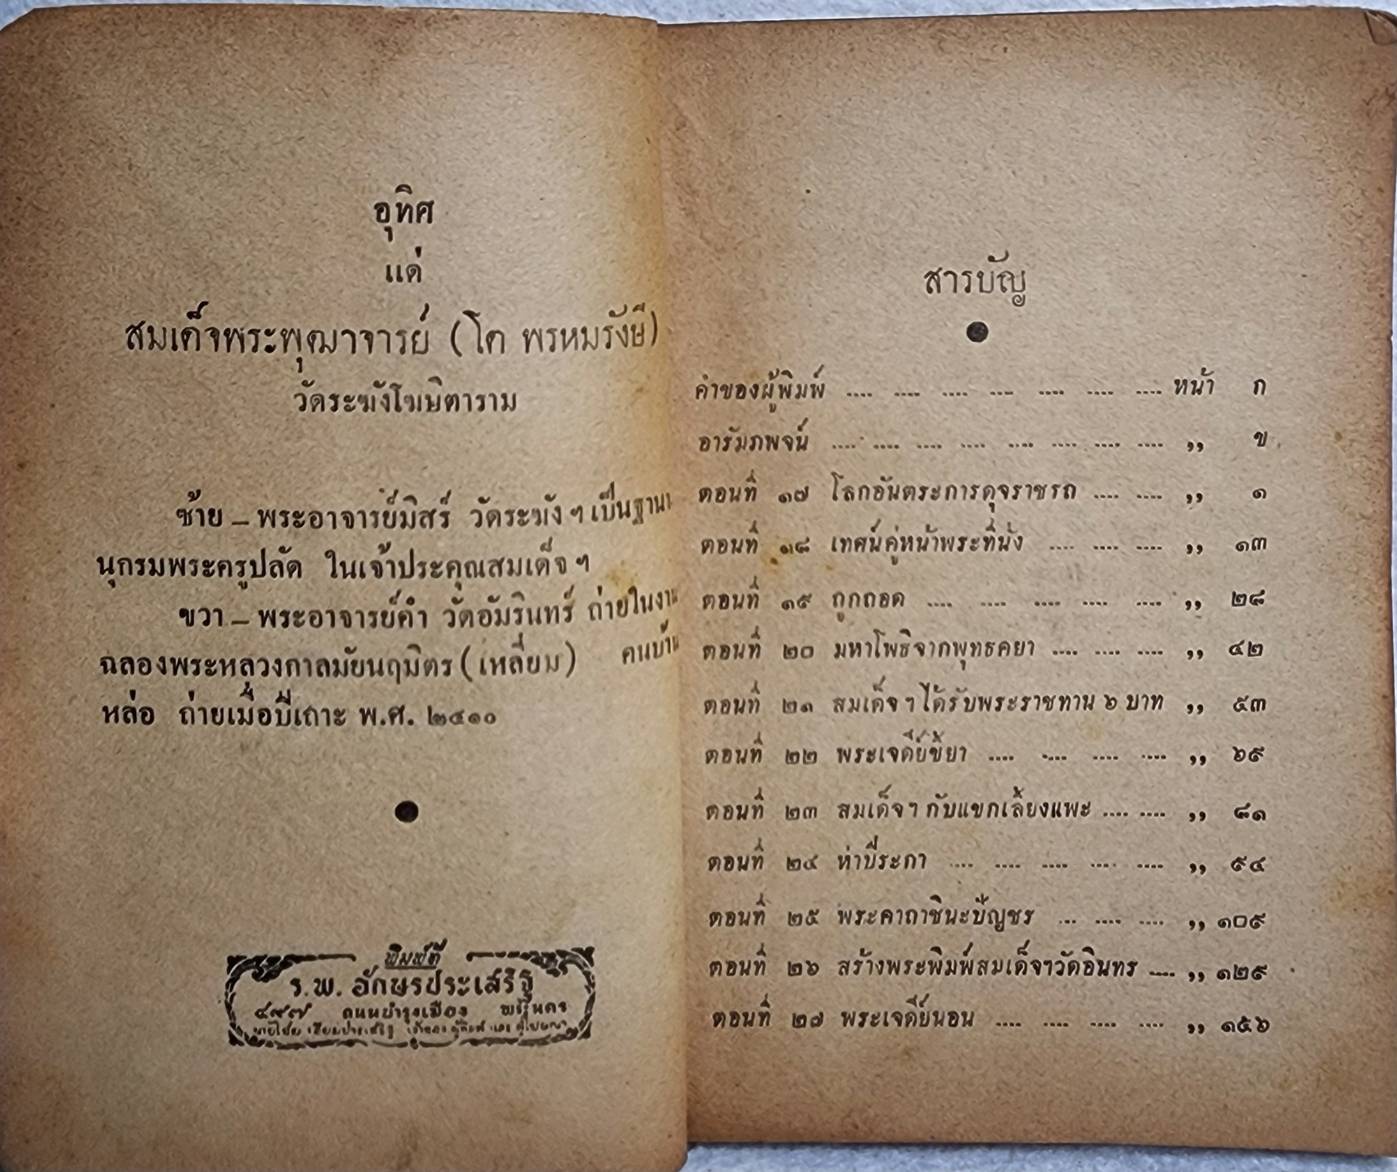 อุทิศ
แด่
สมเด็จพระพุฒาจารย์ (โต พรหมรังษี)
วัดระฆังโฆษิตาราม
ซ้าย – พระอาจารย์มิสร์ วัดระฆังฯ เป็นฐานา
นุกรมพระครูปลัด ในเจ้าประคุณสมเด็จฯ
ขวา – พระอาจารย์คำ วัดอัมรินทร์ ถ่ายในงาน
ฉลองพระหลวงกาลมัยนฤมิตร (เหลี่ยม) คนบ้าน
หล่อ ถ่ายเมื่อปีเถาะ พ.ศ. ๒๔๑๐
พิมพ์ที่
ร.พ. อักษรประเสริฐ
๔๙๗ ถนนบำรุงเมือง พระนคร
สารบัญ
คำของผู้พิมพ์ .... .... .... .... .... .... .... หน้า ก
อารัมภพจน์ .... .... .... .... .... .... .... .... ,, ข
ตอนที่ ๑๗ โลกอันตระการดุจราชรถ .... .... ,, ๑
ตอนที่ ๑๘ เทศน์คู่หน้าพระที่นั่ง .... .... .... ,, ๑๓
ตอนที่ ๑๙ ถูกถอด .... .... .... .... .... ,, ๒๘
ตอนที่ ๒๐ มหาโพธิจากพุทธคยา .... .... .... ,, ๔๒
ตอนที่ ๒๑ สมเด็จฯ ได้รับพระราชทาน ๖ บาท ,, ๕๓
ตอนที่ ๒๒ พระเจดีย์ขี้ยา .... .... .... .... ,, ๖๙
ตอนที่ ๒๓ สมเด็จฯ กับแขกเลี้ยงแพะ .... .... ,, ๘๑
ตอนที่ ๒๔ ห่าปีระกา .... .... .... .... .... ,, ๙๔
ตอนที่ ๒๕ พระคาถาชินะปัญชร .... .... .... ,, ๑๐๙
ตอนที่ ๒๖ สร้างพระพิมพ์สมเด็จฯวัดอินทร .... ,, ๑๒๙
ตอนที่ ๒๗ พระเจดีย์นอน .... .... .... .... ,, ๑๕๖